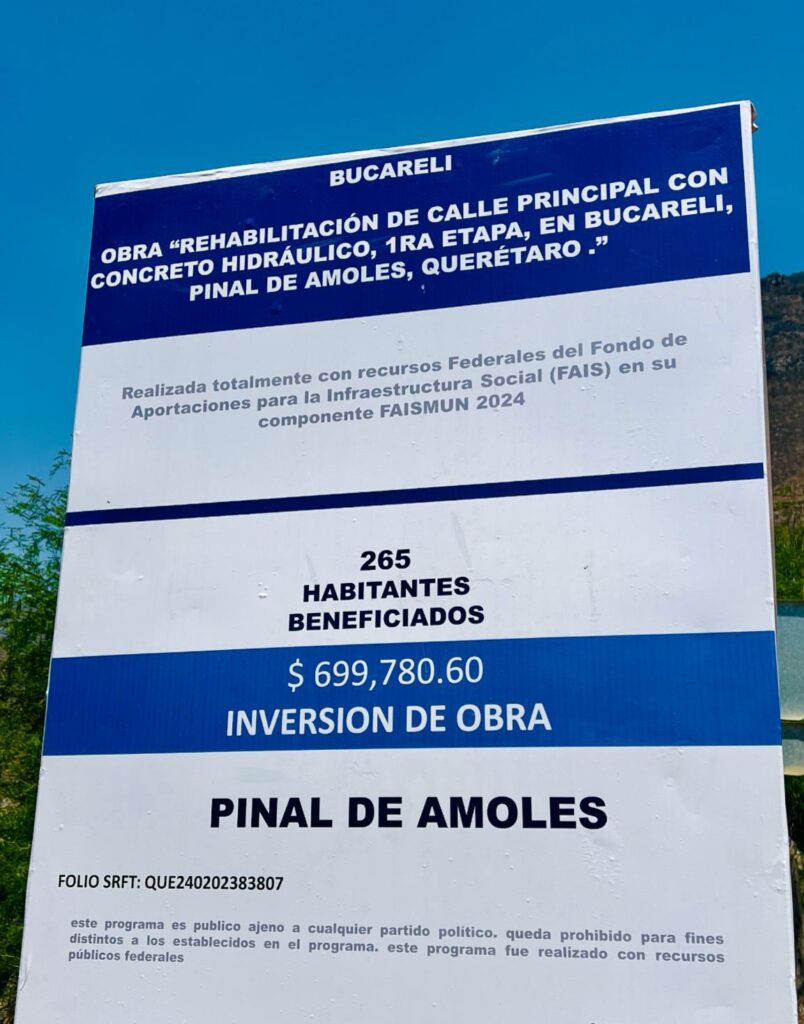 BUCARELI
OBRA “REHABILITACIÓN DE CALLE PRINCIPAL CON
CONCRETO HIDRÁULICO, 1RA ETAPA, EN BUCARELI,
PINAL DE AMOLES, QUERÉTARO .”
Realizada totalmente con recursos Federales del Fondo de
Aportaciones para la Infraestructura Social (FAIS) en su
componente FAISMUN 2024
265
HABITANTES
BENEFICIADOS
$ 699,780.60
INVERSION DE OBRA
PINAL DE AMOLES
FOLIO SRFT: QUE240202383807
este programa es publico ajeno a cualquier partido político. queda prohibido para fines
distintos a los establecidos en el programa. este programa fue realizado con recursos
públicos federales